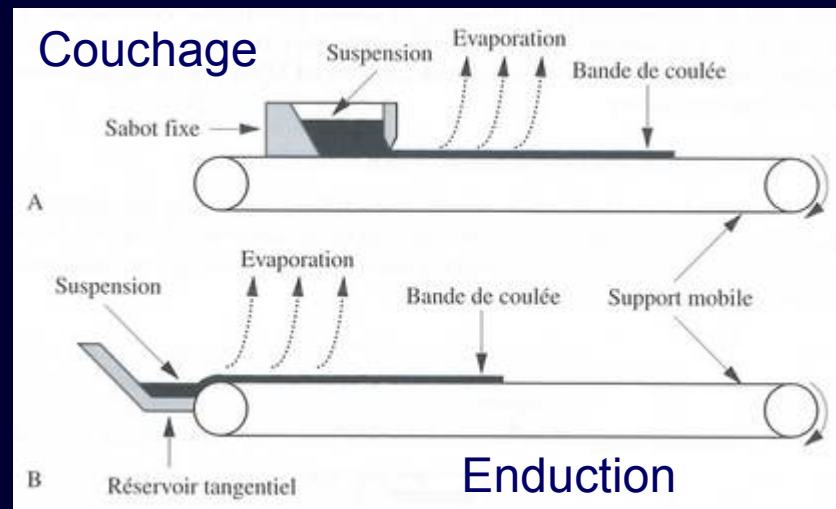 Couchage
Suspension
Evaporation
Bande de coulée
Sabot fixe
A
Evaporation
Suspension
Bande de coulée
Support mobile
B
Réservoir tangentiel
Enduction